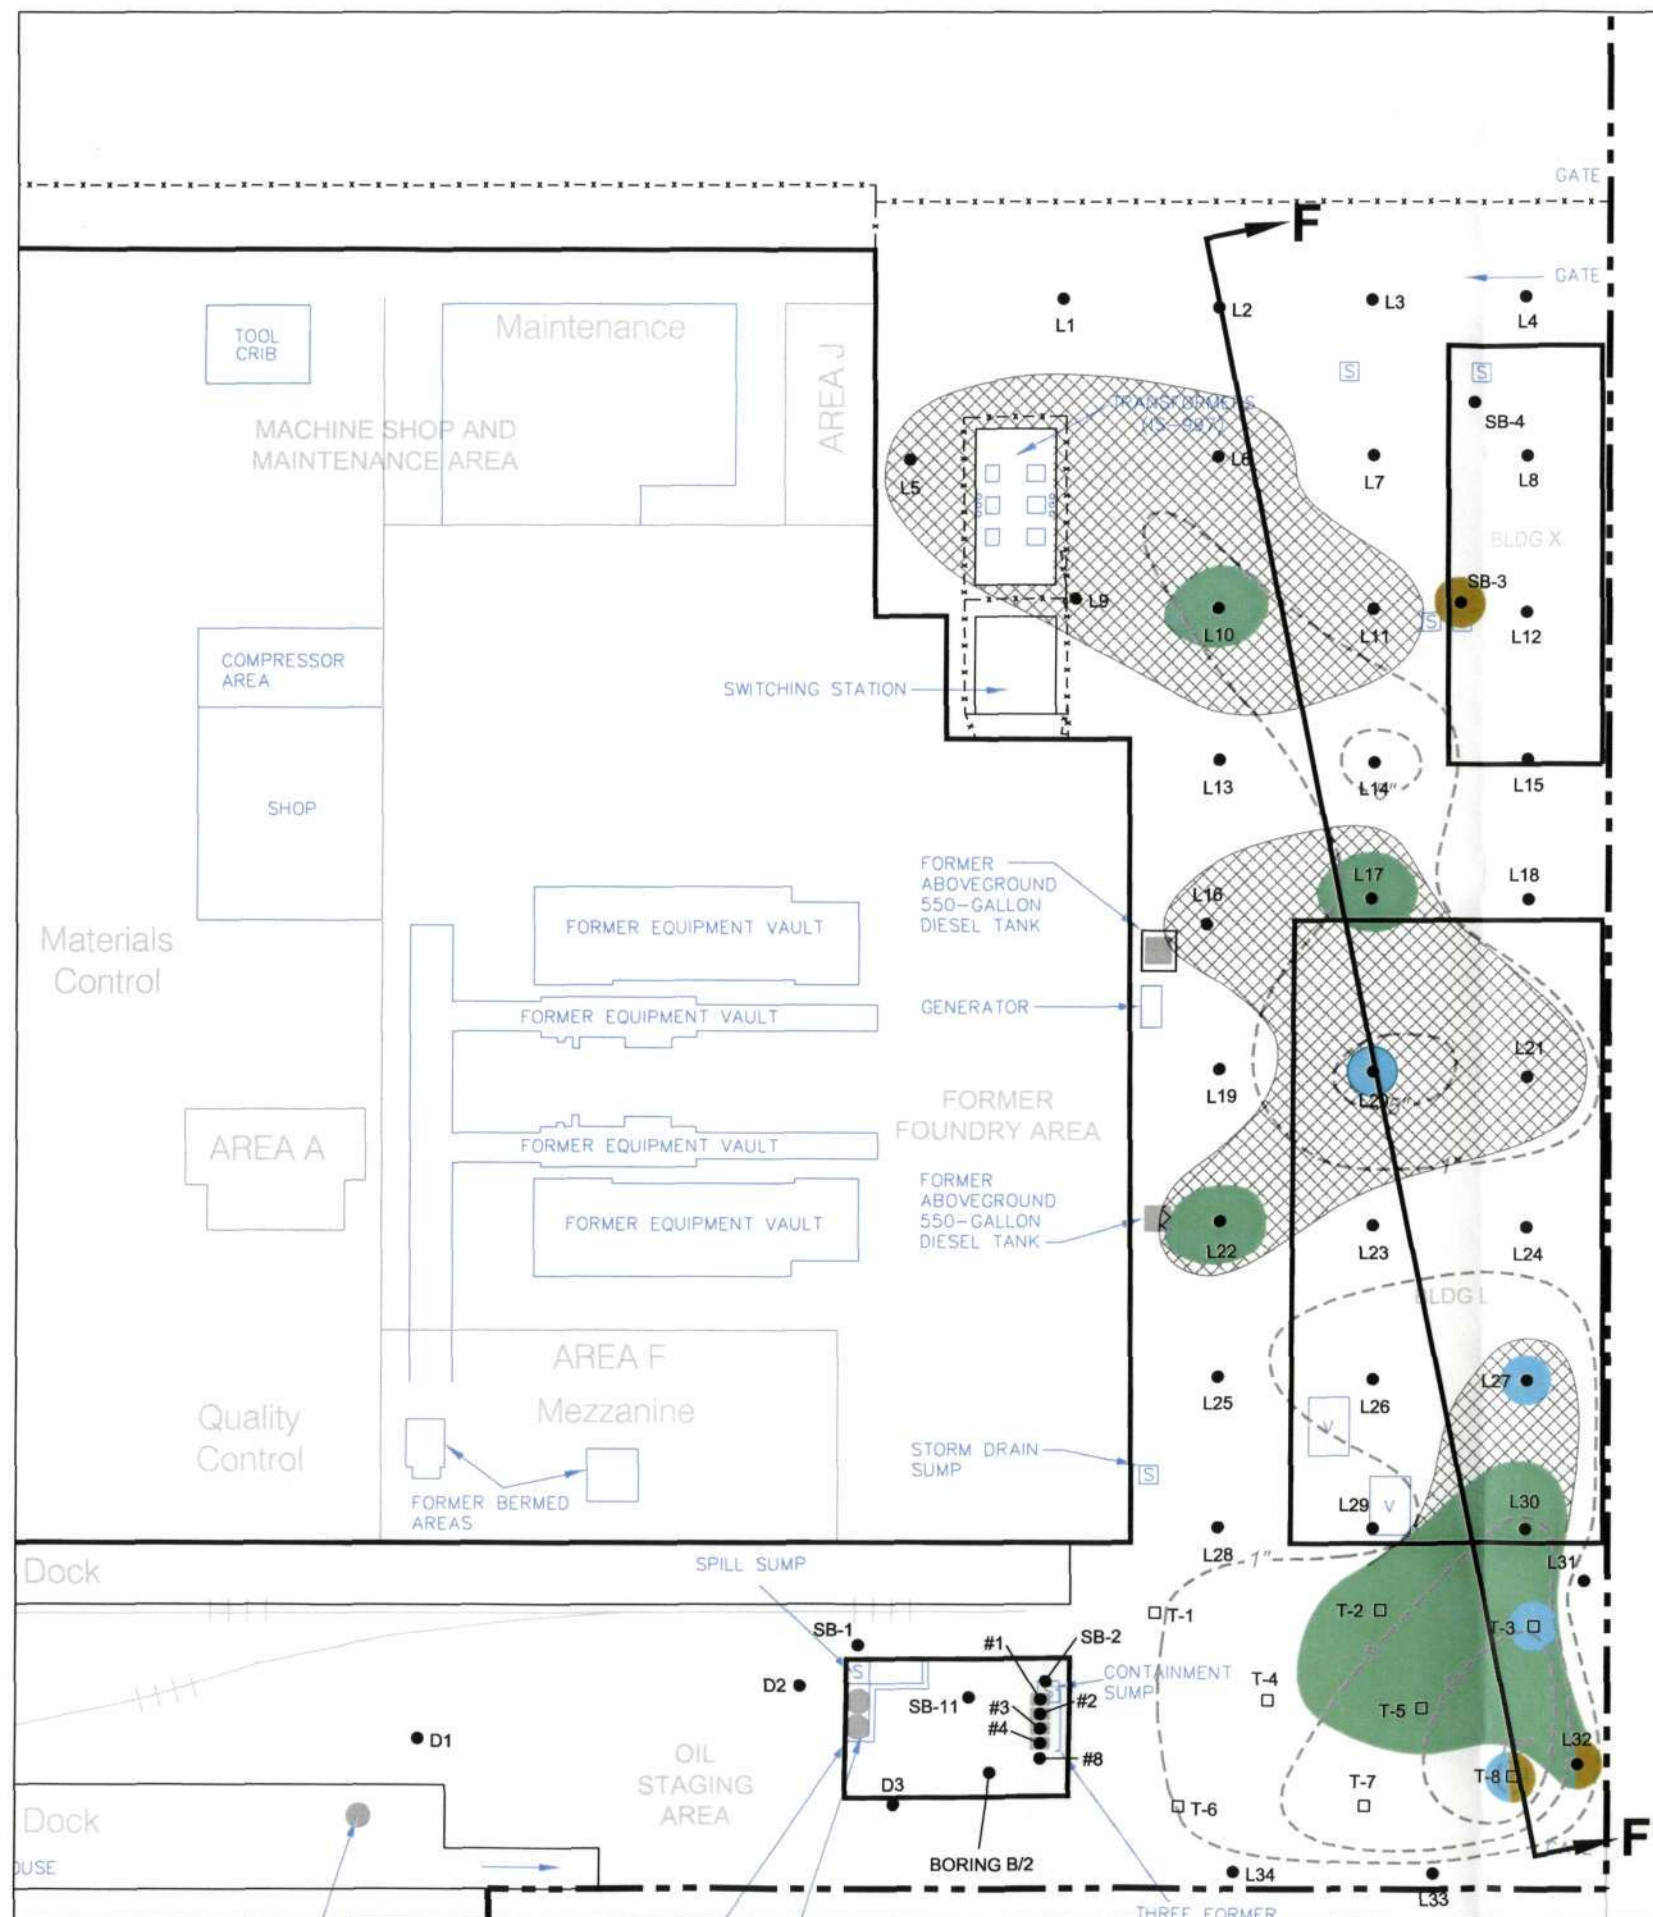 GATE
F
GATE
L1
L2
L3
L4
TOOL
CRIB
Maintenance
AREA J
S
S
TRANSFORMERS
SB-4
MACHINE SHOP AND
MAINTENANCE AREA
L5
L6
L7
L8
BLDG X
SB-3
L9
L10
L11
S
L12
COMPRESSOR
AREA
SWITCHING STATION
L13
L14
L15
SHOP
FORMER
ABOVEGROUND
550-GALLON
DIESEL TANK
L16
L17
L18
Materials
Control
FORMER EQUIPMENT VAULT
GENERATOR
FORMER EQUIPMENT VAULT
L19
L20
L21
FORMER
FOUNDRY AREA
AREA A
FORMER EQUIPMENT VAULT
FORMER
ABOVEGROUND
550-GALLON
DIESEL TANK
FORMER EQUIPMENT VAULT
L22
L23
L24
BLDG L
AREA F
Mezzanine
L25
L26
L27
V
Quality
Control
STORM DRAIN
SUMP
S
FORMER BERMED
AREAS
L28
L29
V
L30
1"
L31
Dock
SPILL SUMP
T-1
T-2
T-3
SB-1
#1
SB-2
S
CONTAINMENT
SUMP
D2
SB-11
#3
#2
#4
#8
T-4
T-5
D1
OIL
STAGING
AREA
D3
L32
T-8
T-7
T-6
Dock
F
OUSE
BORING B/2
L34
L33
THREE FORMER